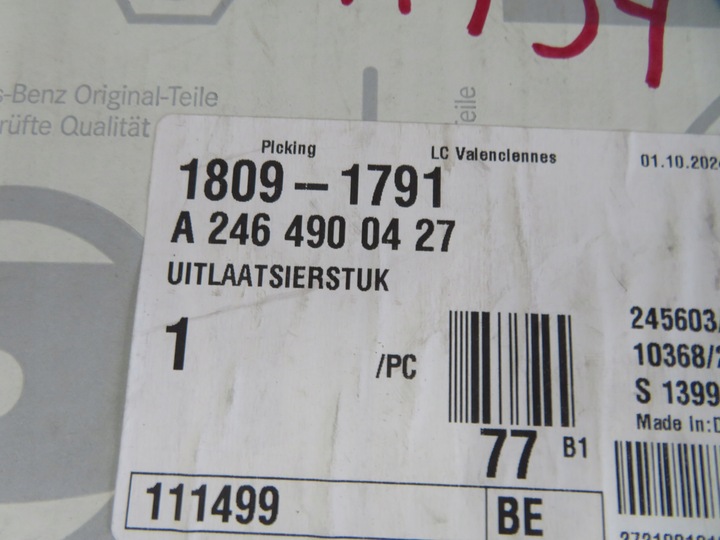 -Benz Original-Teile
rüfte Qualität
eile
Picking LC Valenciennes 01.10.202
1809 – 1791
A 246 490 04 27
UITLAATSIERSTUK
1 /PC
245603/
10368/
S 1399
Made In:D
77 B1
111499 BE